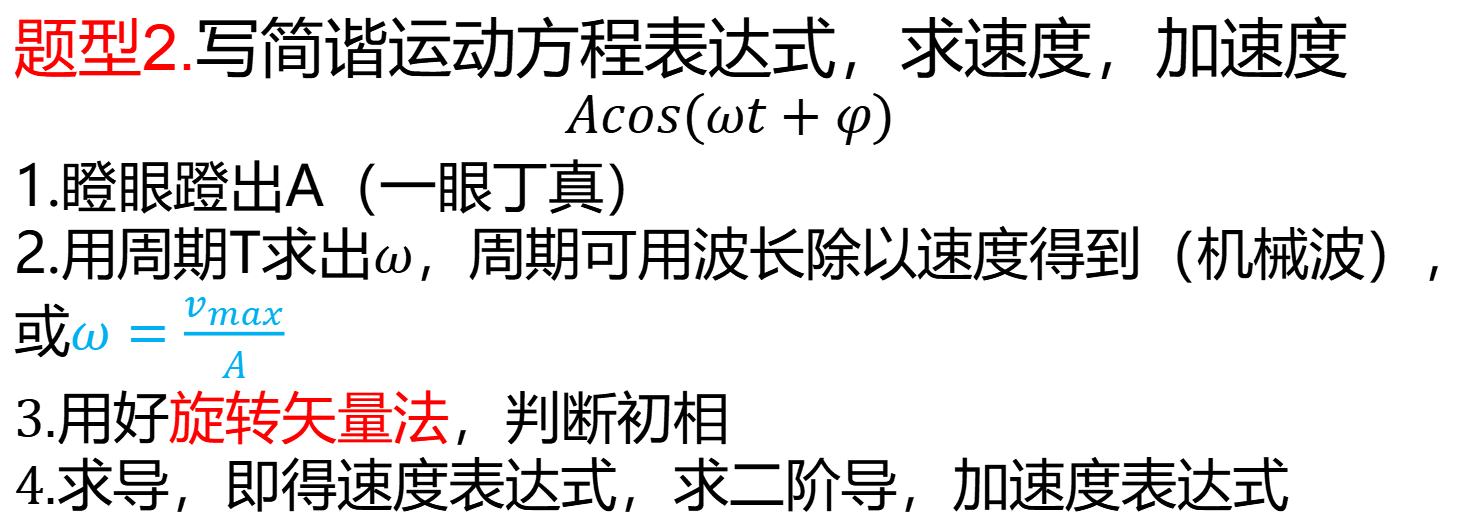 题型2.写简谐运动方程表达式，求速度，加速度
Acos(ωt + φ)
1.瞪眼蹬出A（一眼丁真）
2.用周期T求出ω，周期可用波长除以速度得到（机械波），
或ω = v_max/A
3.用好旋转矢量法，判断初相
4.求导，即得速度表达式，求二阶导，加速度表达式